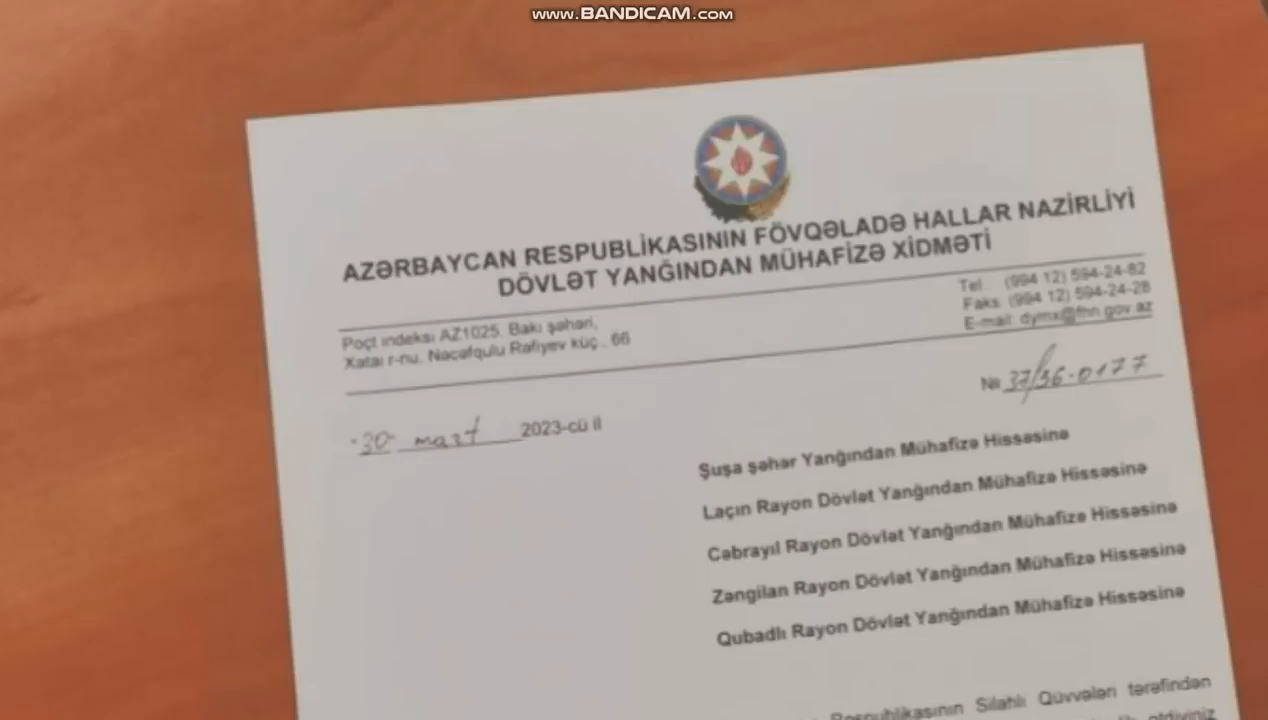 www.BANDICAM.com
AZƏRBAYCAN RESPUBLİKASININ FÖVQƏLADƏ HALLAR NAZİRLİYİ
DÖVLƏT YANĞINDAN MÜHAFİZƏ XİDMƏTİ
Poçt indeksi AZ1025, Bakı şəhəri,
Xətai r-nu, Nəcəfqulu Rəfiyev küç., 66
Tel.: (994 12) 594-24-82
Faks: (994 12) 594-24-28
E-mail: dymx@fhn.gov.az
30 mart 2023-cü il
№ 37/36-0177
Şuşa şəhər Yanğından Mühafizə Hissəsinə
Laçın Rayon Dövlət Yanğından Mühafizə Hissəsinə
Cəbrayıl Rayon Dövlət Yanğından Mühafizə Hissəsinə
Zəngilan Rayon Dövlət Yanğından Mühafizə Hissəsinə
Qubadlı Rayon Dövlət Yanğından Mühafizə Hissəsinə
Respublikasının Silahlı Qüvvələri tərəfindən